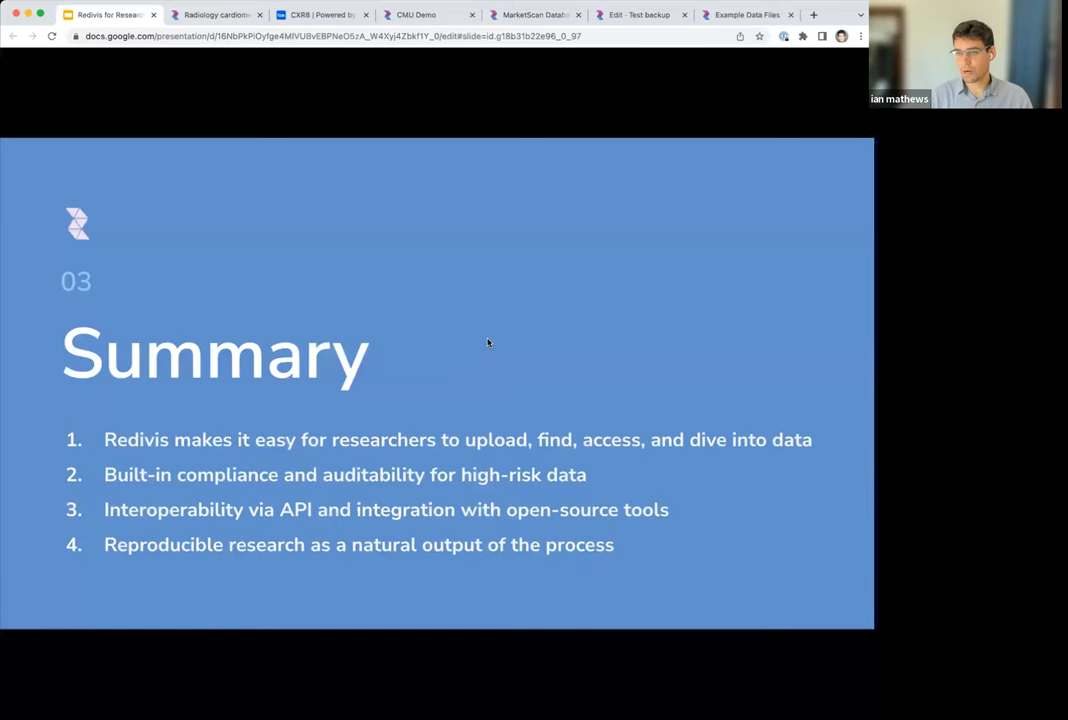 Redivis for Resear
Radiology cardiom
CXR8 | Powered by
CMU Demo
MarketScan Databa
Edit · Test backup
Example Data Files
docs.google.com/presentation/d/16NbPkPiOyfge4MIVUBvEBPNeO5zA_W4Xyj4Zbkf1Y_0/edit#slide=id.g18b31b22e96_0_97
ian mathews
03
Summary
1. Redivis makes it easy for researchers to upload, find, access, and dive into data
2. Built-in compliance and auditability for high-risk data
3. Interoperability via API and integration with open-source tools
4. Reproducible research as a natural output of the process